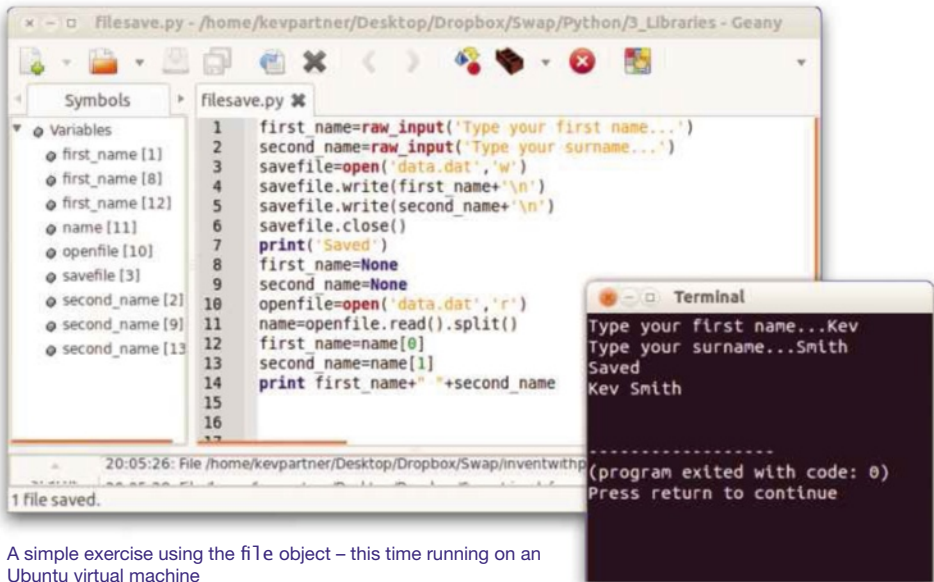 filesave.py - /home/kevpartner/Desktop/Dropbox/Swap/Python/3_Libraries - Geany
Symbols
filesave.py
Variables
first_name [1]
first_name [8]
first_name [12]
name [11]
openfile [10]
savefile [3]
second_name [2]
second_name [9]
second_name [13
1 first_name=raw_input('Type your first name...')
2 second_name=raw_input('Type your surname...')
3 savefile=open('data.dat','w')
4 savefile.write(first_name+'\n')
5 savefile.write(second_name+'\n')
6 savefile.close()
7 print('Saved')
8 first_name=None
9 second_name=None
10 openfile=open('data.dat','r')
11 name=openfile.read().split()
12 first_name=name[0]
13 second_name=name[1]
14 print first_name+" "+second_name
15
16
17
20:05:26: File /home/kevpartner/Desktop/Dropbox/Swap/inventwithp
1 file saved.
Terminal
Type your first name...Kev
Type your surname...Smith
Saved
Kev Smith
------------------
(program exited with code: 0)
Press return to continue
A simple exercise using the file object – this time running on an
Ubuntu virtual machine